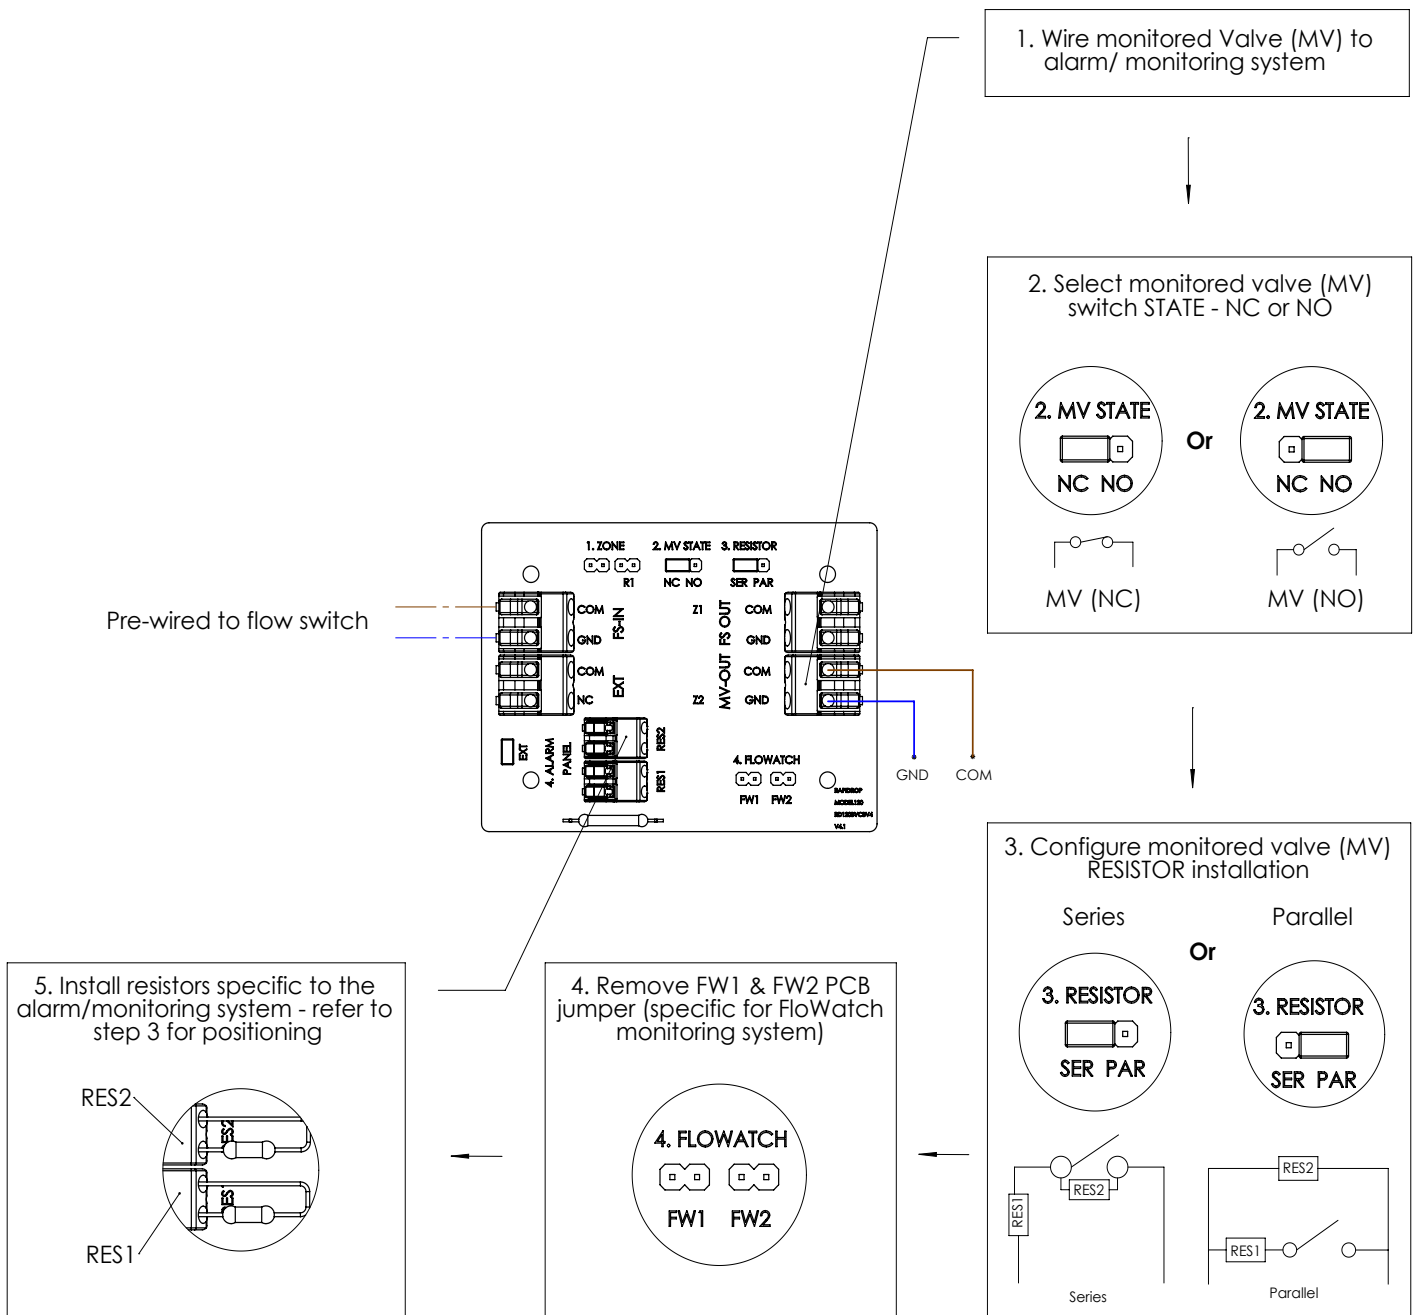 1. Wire monitored Valve (MV) to
alarm/ monitoring system
2. Select monitored valve (MV)
switch STATE - NC or NO
2. MV STATE
NC NO
Or
2. MV STATE
NC NO
MV (NC)
MV (NO)
Pre-wired to flow switch
1. ZONE
R1
2. MV STATE
NC NO
3. RESISTOR
SER PAR
COM
GND
FS-IN
COM
NC
EXT
Z1
FS OUT
COM
GND
Z2
MV-OUT
COM
GND
EXT
4. ALARM
PANEL
RES2
RES1
4. FLOWATCH
FW1 FW2
RAPIDROP
MODEL120
V4.1
GND
COM
3. Configure monitored valve (MV)
RESISTOR installation
Series
Parallel
Or
3. RESISTOR
SER PAR
3. RESISTOR
SER PAR
RES1
RES2
Series
RES2
RES1
Parallel
4. Remove FW1 & FW2 PCB
jumper (specific for FloWatch
monitoring system)
4. FLOWATCH
FW1 FW2
5. Install resistors specific to the
alarm/monitoring system - refer to
step 3 for positioning
RES2
RES1